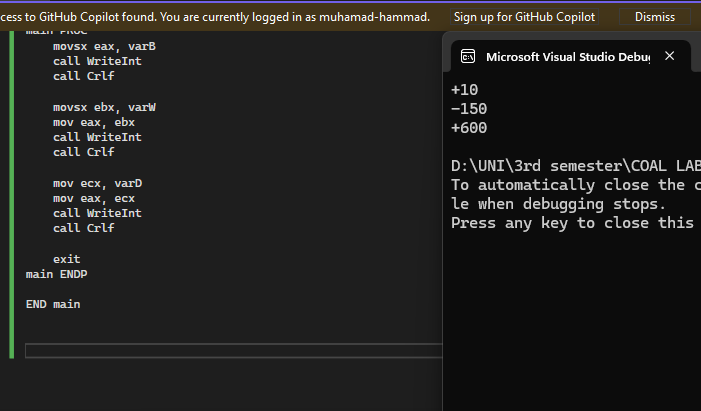 cess to GitHub Copilot found. You are currently logged in as muhamad-hammad. Sign up for GitHub Copilot Dismiss
main PROC
movsx eax, varB
call WriteInt
call Crlf
movsx ebx, varW
mov eax, ebx
call WriteInt
call Crlf
mov ecx, varD
mov eax, ecx
call WriteInt
call Crlf
exit
main ENDP
END main
Microsoft Visual Studio Debu
+10
-150
+600
D:\UNI\3rd semester\COAL LAB
To automatically close the c
le when debugging stops.
Press any key to close this